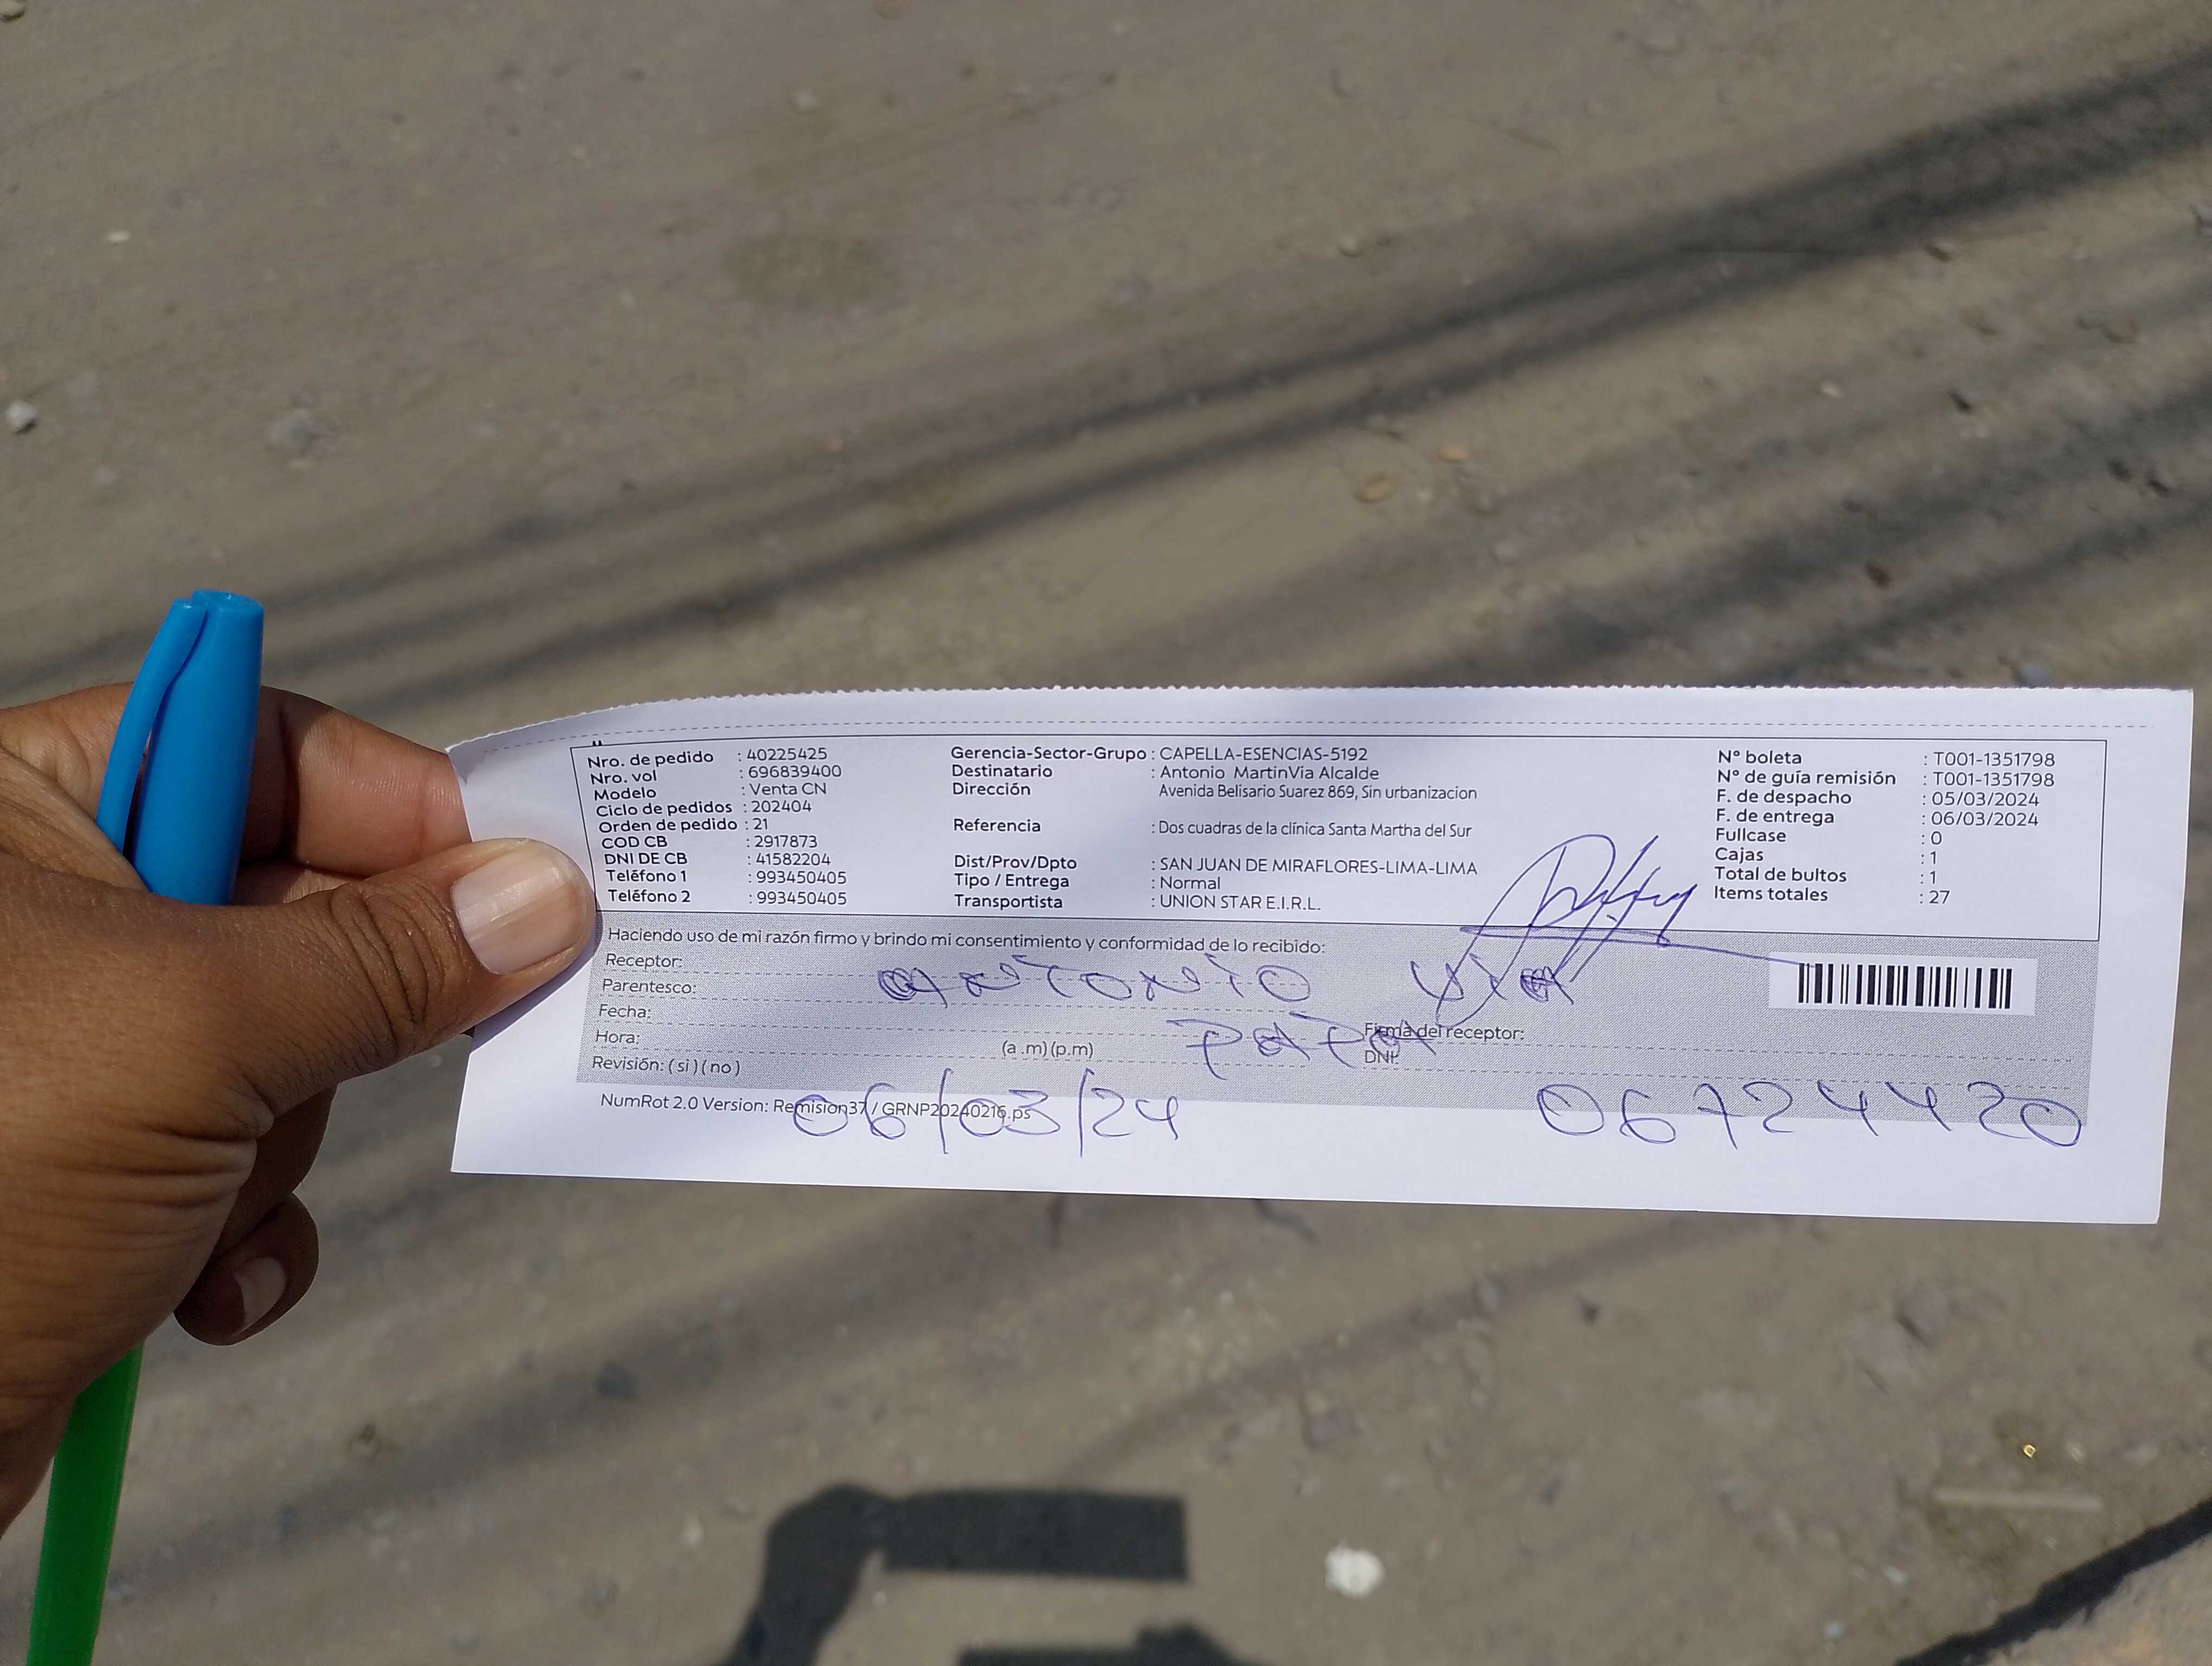 Nro. de pedido : 40225425
Nro. vol : 696839400
Modelo : Venta CN
Ciclo de pedidos : 202404
Orden de pedido : 21
COD CB : 2917873
DNI DE CB : 41582204
Teléfono 1 : 993450405
Teléfono 2 : 993450405
Gerencia-Sector-Grupo : CAPELLA-ESENCIAS-5192
Destinatario : Antonio MartinVia Alcalde
Dirección Avenida Belisario Suarez 869, Sin urbanizacion
Referencia : Dos cuadras de la clínica Santa Martha del Sur
Dist/Prov/Dpto : SAN JUAN DE MIRAFLORES-LIMA-LIMA
Tipo / Entrega : Normal
Transportista : UNION STAR E.I.R.L.
N° boleta : T001-1351798
N° de guía remisión : T001-1351798
F. de despacho : 05/03/2024
F. de entrega : 06/03/2024
Fullcase : 0
Cajas : 1
Total de bultos : 1
Items totales : 27
Haciendo uso de mi razón firmo y brindo mi consentimiento y conformidad de lo recibido:
Receptor: antonio via
Parentesco: papa
Fecha:
Firma del receptor:
Hora: (a .m) (p.m)
DNI:
Revisión: ( si ) ( no )
06/03/24
06724420
NumRot 2.0 Version: Remision37 / GRNP20240216.ps